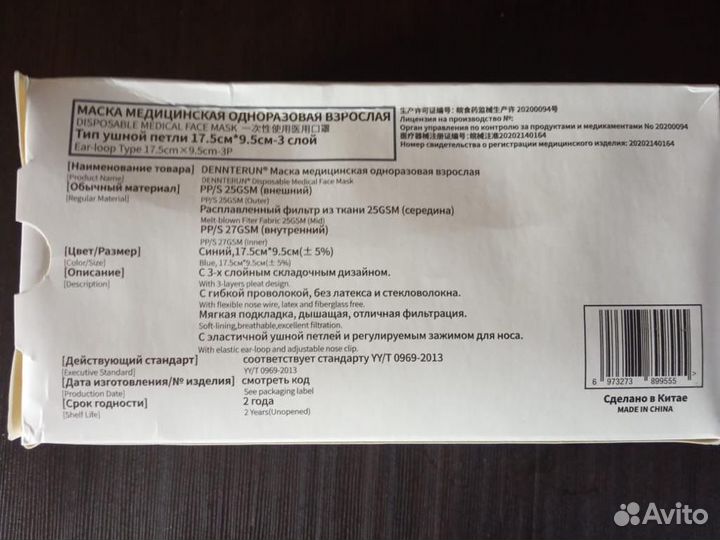 МАСКА МЕДИЦИНСКАЯ ОДНОРАЗОВАЯ ВЗРОСЛАЯ
DISPOSABLE MEDICAL FACE MASK 一次性使用医用口罩
Тип ушной петли 17.5см*9.5см-3 слой
Ear-loop Type 17.5cm×9.5cm-3P
生产许可证编号: 皖食药监械生产许 20200094号
Лицензия на производство №:
Орган управления по контролю за продуктами и медикаментами No 20200094
医疗器械注册证编号: 皖械注准20202140164
Номер свидетельства о регистрации медицинского изделия: 20202140164
[Наименование товара] DENNTERUN® Маска медицинская одноразовая взрослая
[Product Name] DENNTERUN® Disposable Medical Face Mask
[Обычный материал] PP/S 25GSM (внешний)
[Regular Material] PP/S 25GSM (Outer)
Расплавленный фильтр из ткани 25GSM (середина)
Melt-blown Fiter Fabric 25GSM (Mid)
PP/S 27GSM (внутренний)
PP/S 27GSM (Inner)
[Цвет/Размер] Синий,17.5см*9.5см(±5%)
[Color/Size] Blue, 17.5см*9.5см(±5%)
[Описание] С 3-х слойным складочным дизайном.
[Description] With 3-layers pleat design.
С гибкой проволокой, без латекса и стекловолокна.
With flexible nose wire, latex and fiberglass free.
Мягкая подкладка, дышащая, отличная фильтрация.
Soft-lining,breathable,excellent filtration.
С эластичной ушной петлей и регулируемым зажимом для носа.
With elastic ear-loop and adjustable nose clip.
[Действующий стандарт] соответствует стандарту YY/T 0969-2013
[Executive Standard] YY/T 0969-2013
[Дата изготовления/№ изделия] смотреть код
[Production Date] See packaging label
[Срок годности] 2 года
[Shelf Life] 2 Years(Unopened)
6 973273 899555 >
Сделано в Китае
MADE IN CHINA
Avito